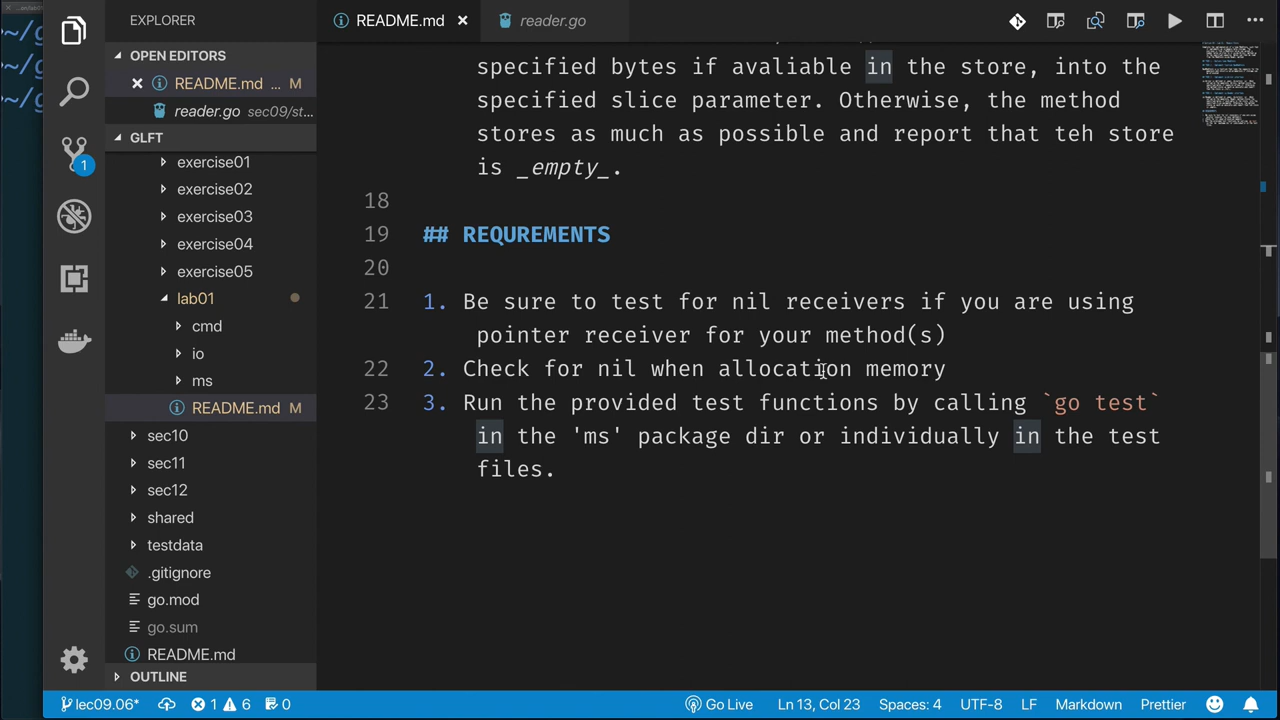 EXPLORER
README.md
reader.go
OPEN EDITORS
README.md ... M
reader.go sec09/st...
GLFT
exercise01
exercise02
exercise03
exercise04
exercise05
lab01
cmd
io
ms
README.md M
sec10
sec11
sec12
shared
testdata
.gitignore
go.mod
go.sum
README.md
OUTLINE
1
specified bytes if avaliable in the store, into the
specified slice parameter. Otherwise, the method
stores as much as possible and report that teh store
is _empty_.
18
19 ## REQUREMENTS
20
21 1. Be sure to test for nil receivers if you are using
pointer receiver for your method(s)
22 2. Check for nil when allocation memory
23 3. Run the provided test functions by calling `go test`
in the 'ms' package dir or individually in the test
files.
lec09.06* 1 6 0 Go Live Ln 13, Col 23 Spaces: 4 UTF-8 LF Markdown Prettier